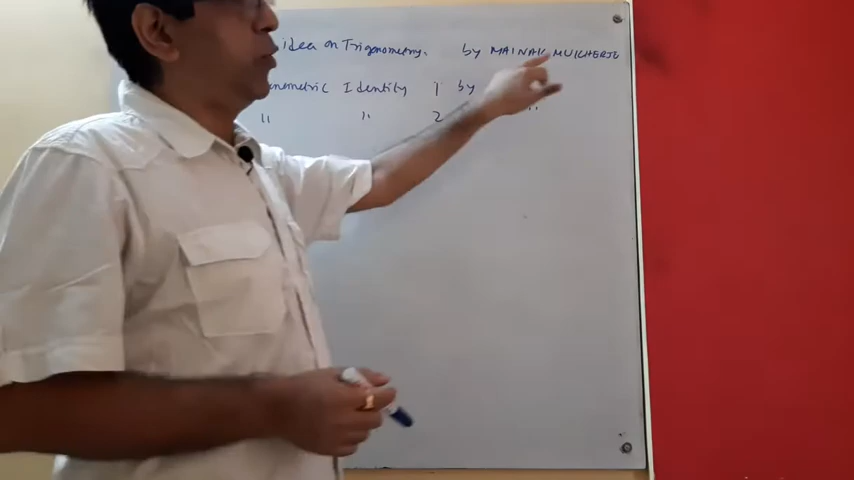 idea on Trigonometry. by MAINAK MUKHERJEE
nometric Identity 1 by
" " 2 "